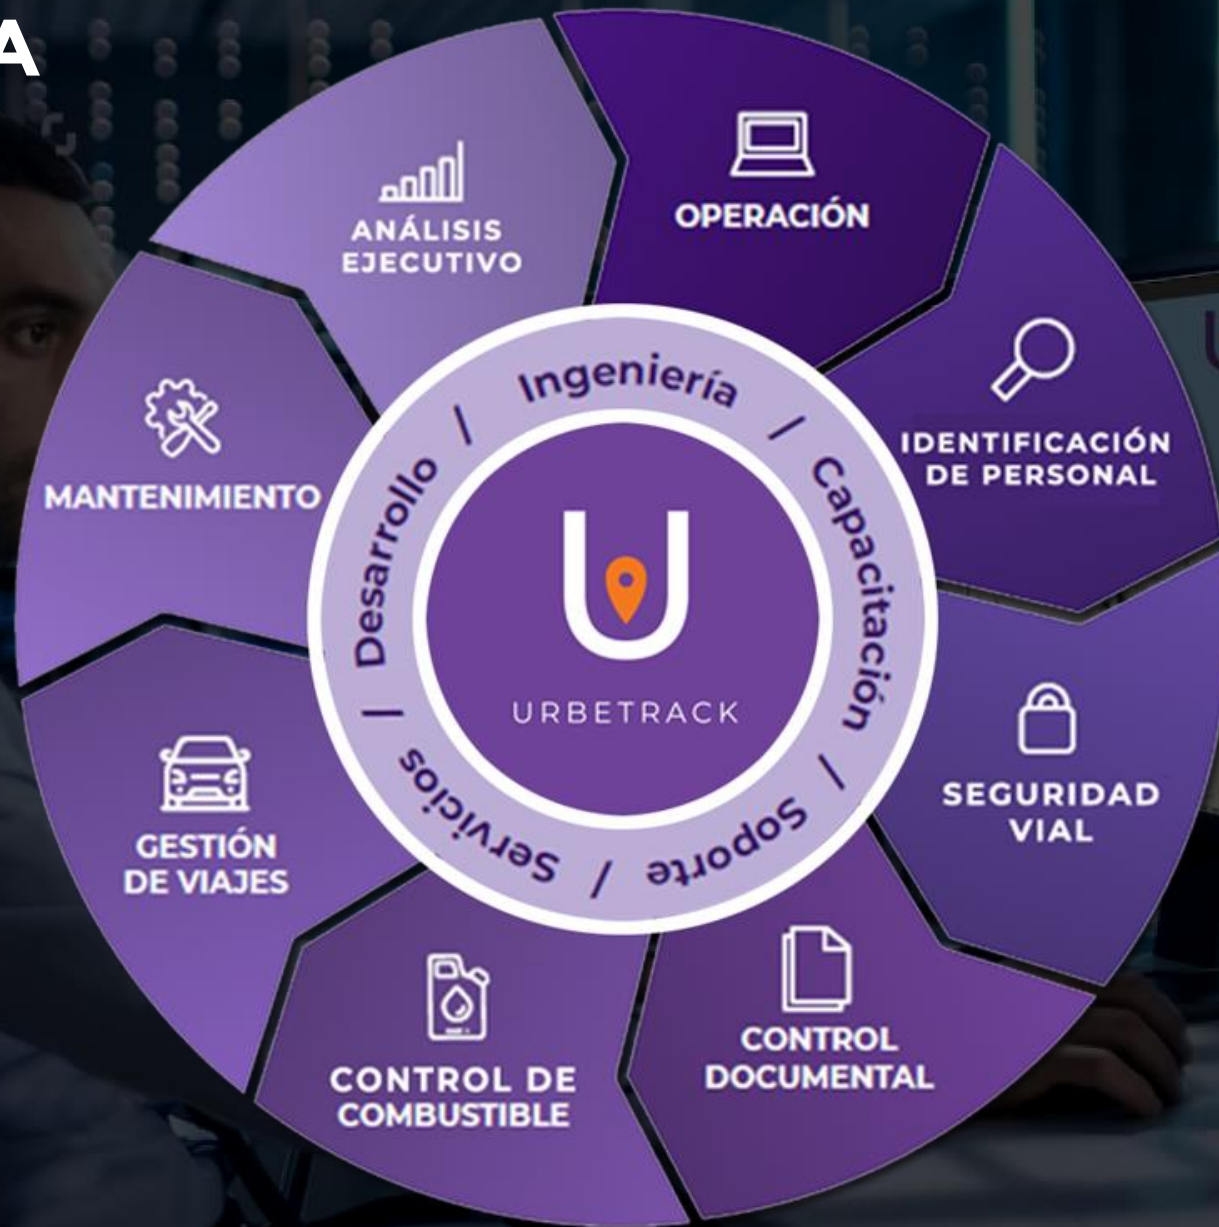 A
OPERACIÓN
IDENTIFICACIÓN
DE PERSONAL
SEGURIDAD
VIAL
CONTROL
DOCUMENTAL
CONTROL DE
COMBUSTIBLE
GESTIÓN
DE VIAJES
MANTENIMIENTO
ANÁLISIS
EJECUTIVO
Ingeniería / Capacitación / Soporte / Servicios / Desarrollo /
URBETRACK